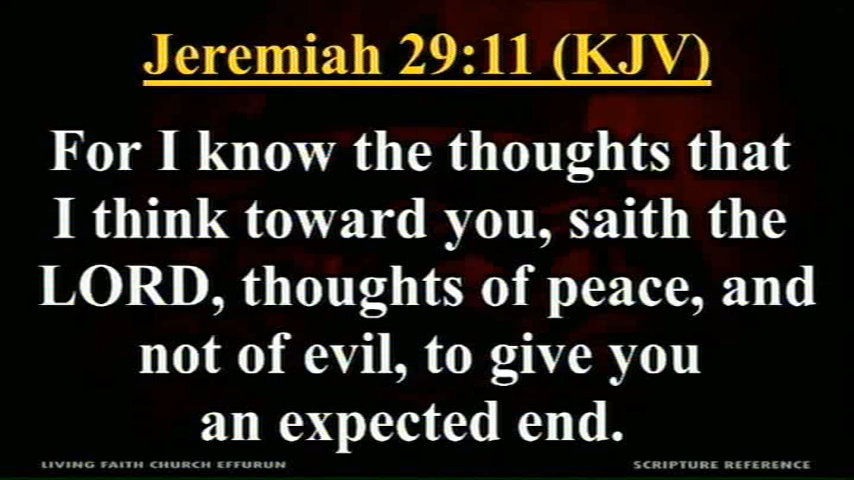 Jeremiah 29:11 (KJV)
For I know the thoughts that
I think toward you, saith the
LORD, thoughts of peace, and
not of evil, to give you
an expected end.
LIVING FAITH CHURCH EFFURUN
SCRIPTURE REFERENCE